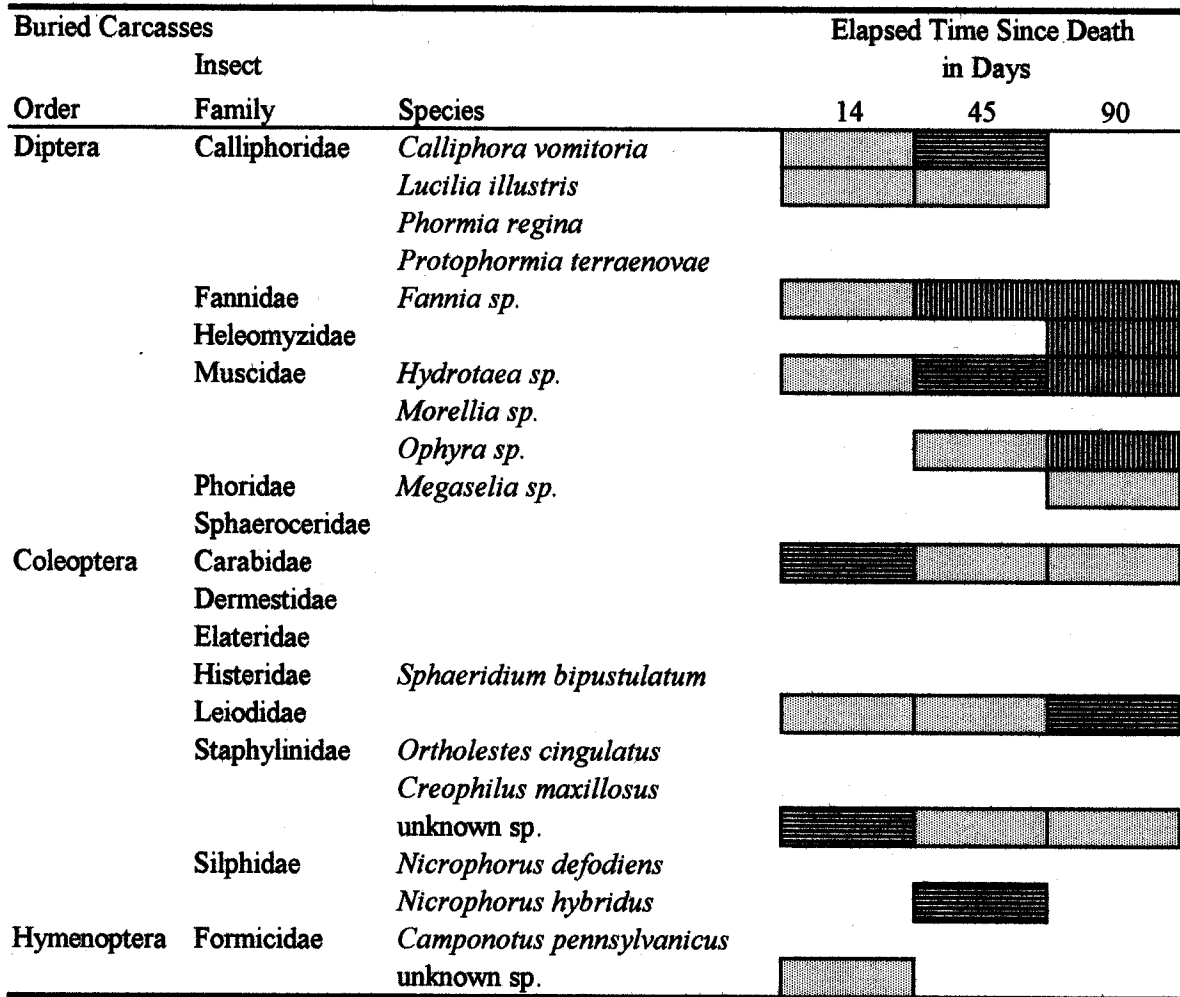 Buried Carcasses Elapsed Time Since Death
Insect in Days
Order Family Species 14 45 90
Diptera Calliphoridae Calliphora vomitoria
Lucilia illustris
Phormia regina
Protophormia terraenovae
Fannidae Fannia sp.
Heleomyzidae
Muscidae Hydrotaea sp.
Morellia sp.
Ophyra sp.
Phoridae Megaselia sp.
Sphaeroceridae
Coleoptera Carabidae
Dermestidae
Elateridae
Histeridae Sphaeridium bipustulatum
Leiodidae
Staphylinidae Ortholestes cingulatus
Creophilus maxillosus
unknown sp.
Silphidae Nicrophorus defodiens
Nicrophorus hybridus
Hymenoptera Formicidae Camponotus pennsylvanicus
unknown sp.